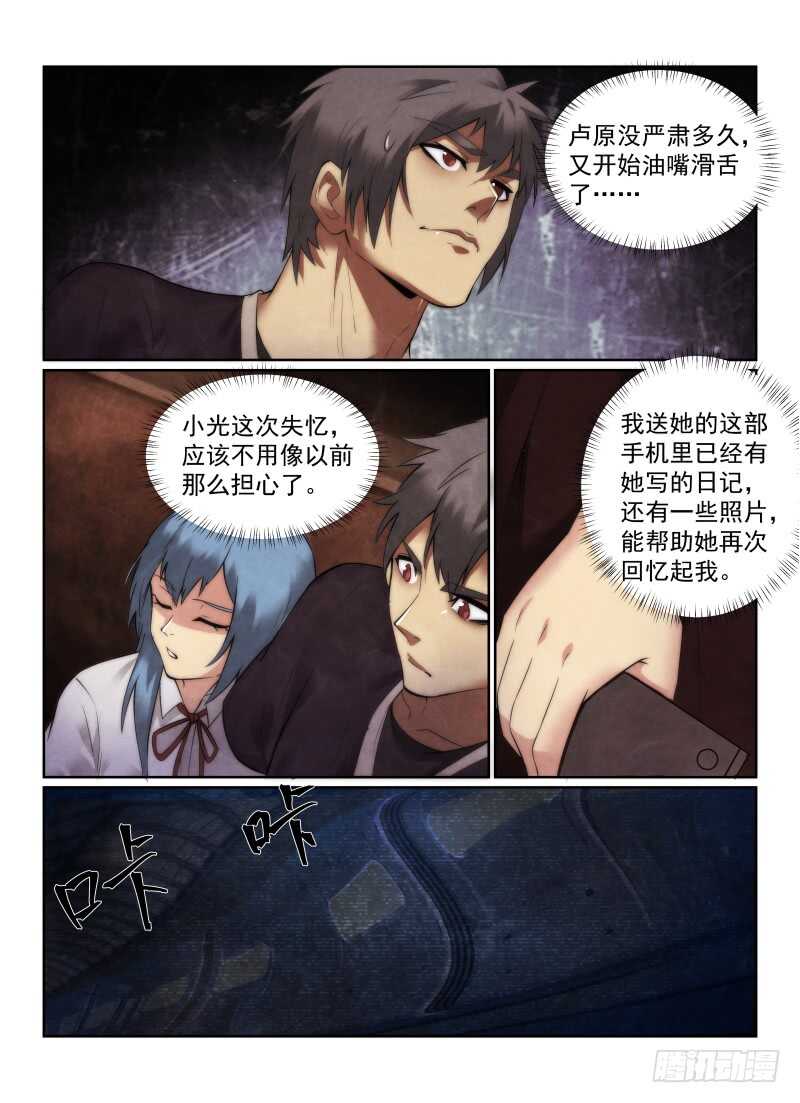 卢原没严肃多久，
又开始油嘴滑舌
了……
小光这次失忆，
应该不用像以前
那么担心了。
我送她的这部
手机里已经有
她写的日记，
还有一些照片，
能帮助她再次
回忆起我。
咔
咔
腾讯动漫